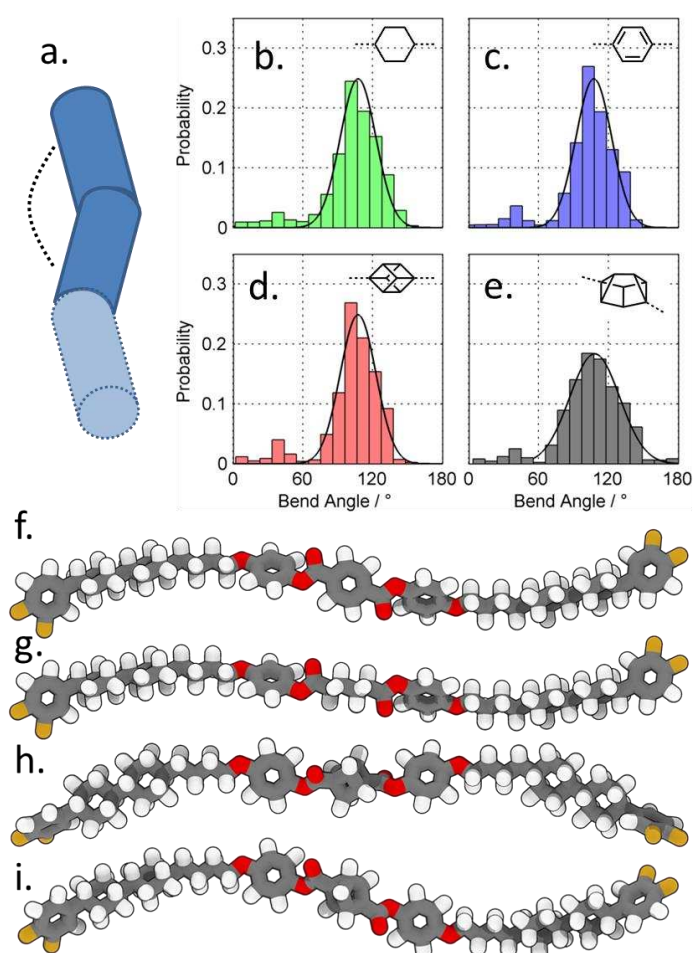 a.
b.
c.
0.3
0.2
0.1
0
Probability
d.
e.
0.3
0.2
0.1
0
Probability
0 60 120 180
0 60 120 180
Bend Angle / °
Bend Angle / °
f.
g.
h.
i.